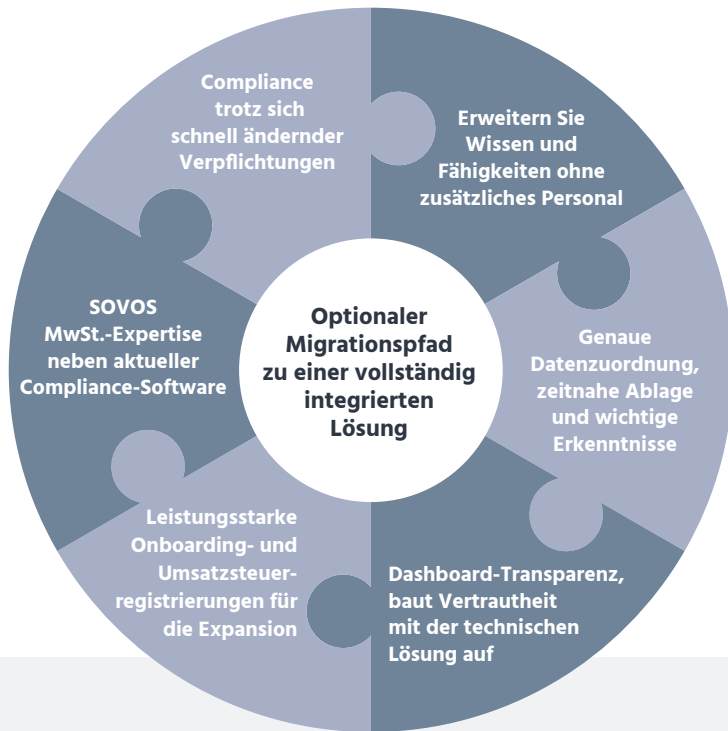 Compliance
trotz sich
schnell ändernder
Verpflichtungen
Erweitern Sie
Wissen und
Fähigkeiten ohne
zusätzliches Personal
SOVOS
MwSt.-Expertise
neben aktueller
Compliance-Software
Optionaler
Migrationspfad
zu einer vollständig
integrierten
Lösung
Genaue
Datenzuordnung,
zeitnahe Ablage
und wichtige
Erkenntnisse
Leistungsstarke
Onboarding- und
Umsatzsteuer-
registrierungen für
die Expansion
Dashboard-Transparenz,
baut Vertrautheit
mit der technischen
Lösung auf